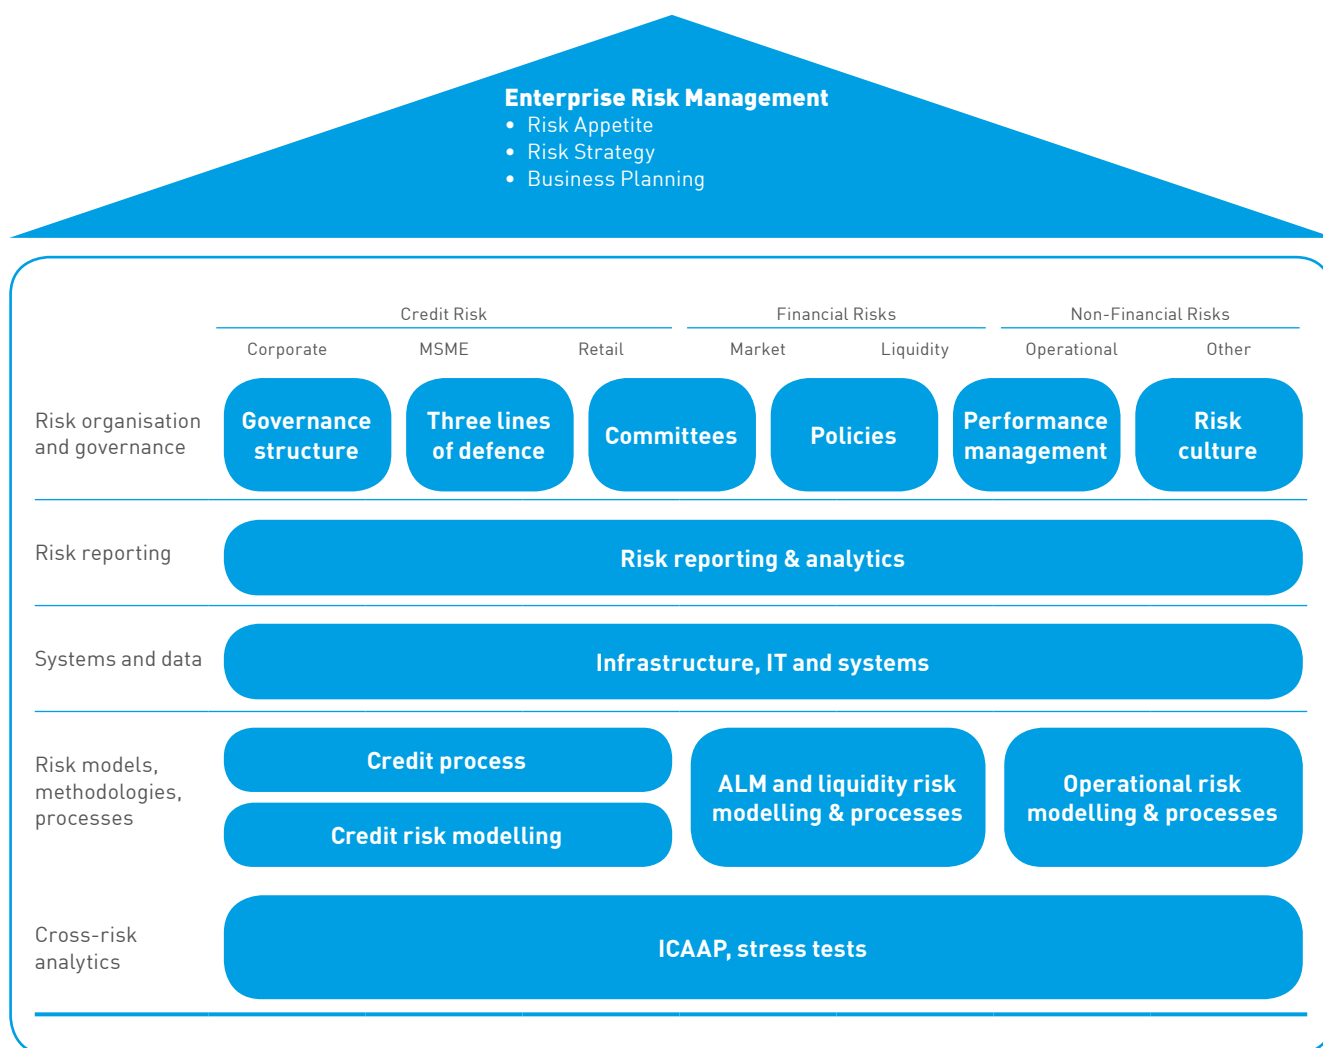 Enterprise Risk Management
• Risk Appetite
• Risk Strategy
• Business Planning
Credit Risk Financial Risks Non-Financial Risks
Corporate MSME Retail Market Liquidity Operational Other
Risk organisation
and governance
Governance
structure
Three lines
of defence
Committees
Policies
Performance
management
Risk
culture
Risk reporting
Risk reporting & analytics
Systems and data
Infrastructure, IT and systems
Risk models,
methodologies,
processes
Credit process
Credit risk modelling
ALM and liquidity risk
modelling & processes
Operational risk
modelling & processes
Cross-risk
analytics
ICAAP, stress tests